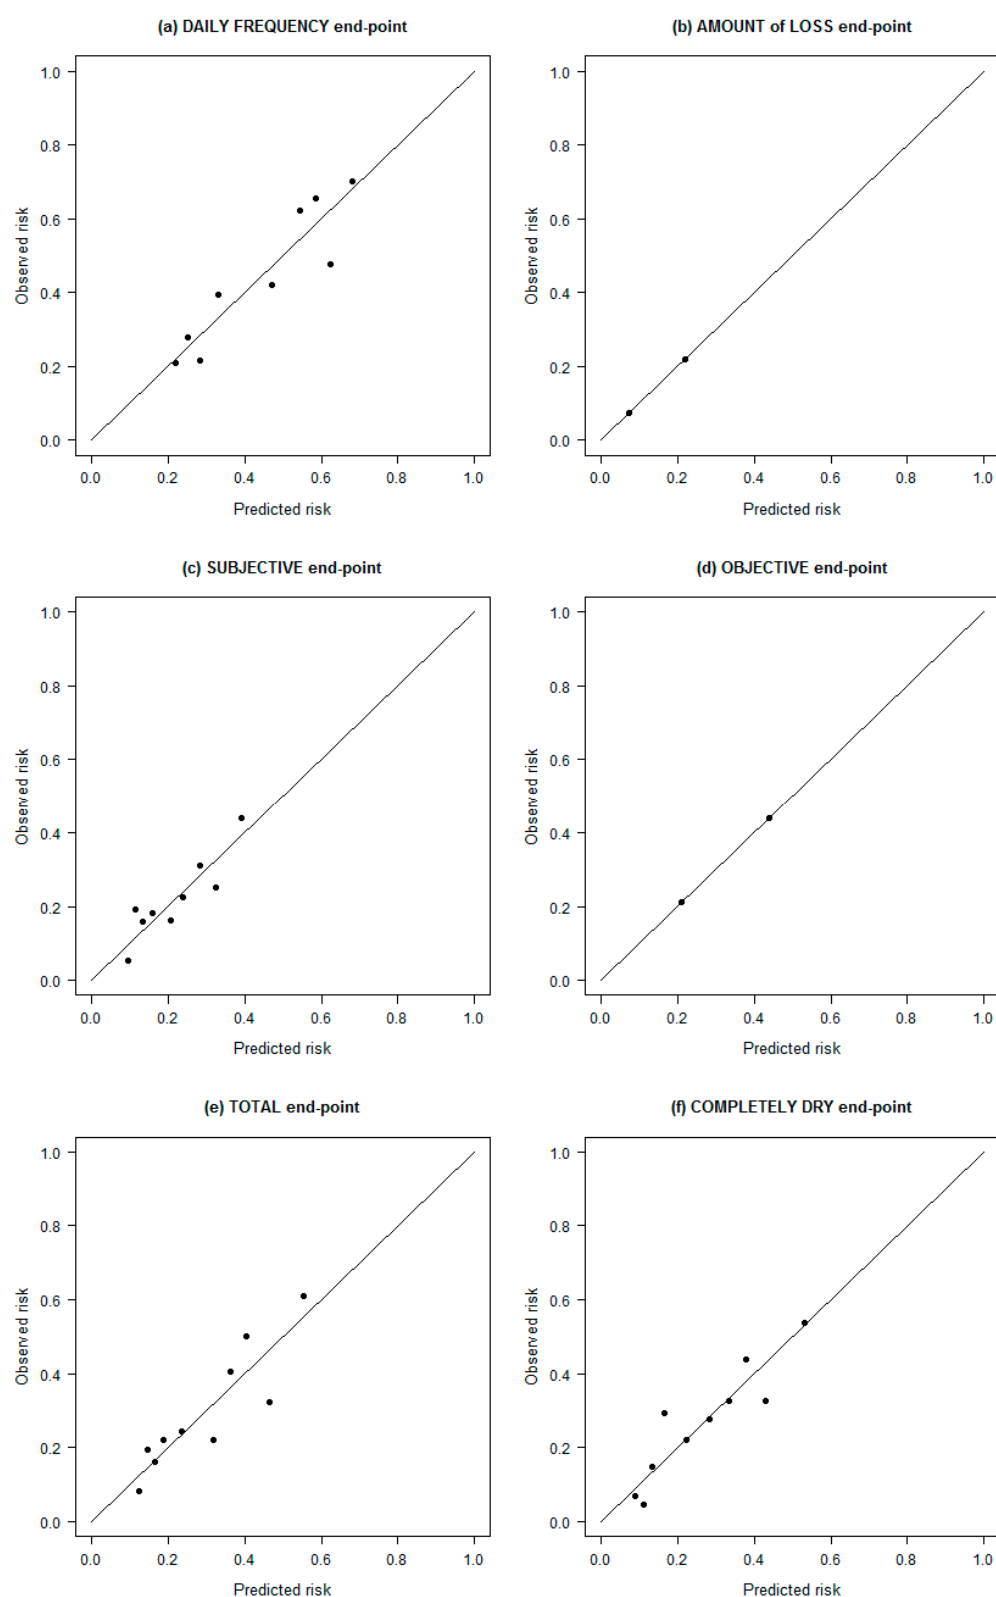 (a) DAILY FREQUENCY end-point
1.0
0.8
0.6
0.4
0.2
0.0
Observed risk
0.0 0.2 0.4 0.6 0.8 1.0
Predicted risk
(b) AMOUNT of LOSS end-point
1.0
0.8
0.6
0.4
0.2
0.0
Observed risk
0.0 0.2 0.4 0.6 0.8 1.0
Predicted risk
(c) SUBJECTIVE end-point
1.0
0.8
0.6
0.4
0.2
0.0
Observed risk
0.0 0.2 0.4 0.6 0.8 1.0
Predicted risk
(d) OBJECTIVE end-point
1.0
0.8
0.6
0.4
0.2
0.0
Observed risk
0.0 0.2 0.4 0.6 0.8 1.0
Predicted risk
(e) TOTAL end-point
1.0
0.8
0.6
0.4
0.2
0.0
Observed risk
0.0 0.2 0.4 0.6 0.8 1.0
Predicted risk
(f) COMPLETELY DRY end-point
1.0
0.8
0.6
0.4
0.2
0.0
Observed risk
0.0 0.2 0.4 0.6 0.8 1.0
Predicted risk